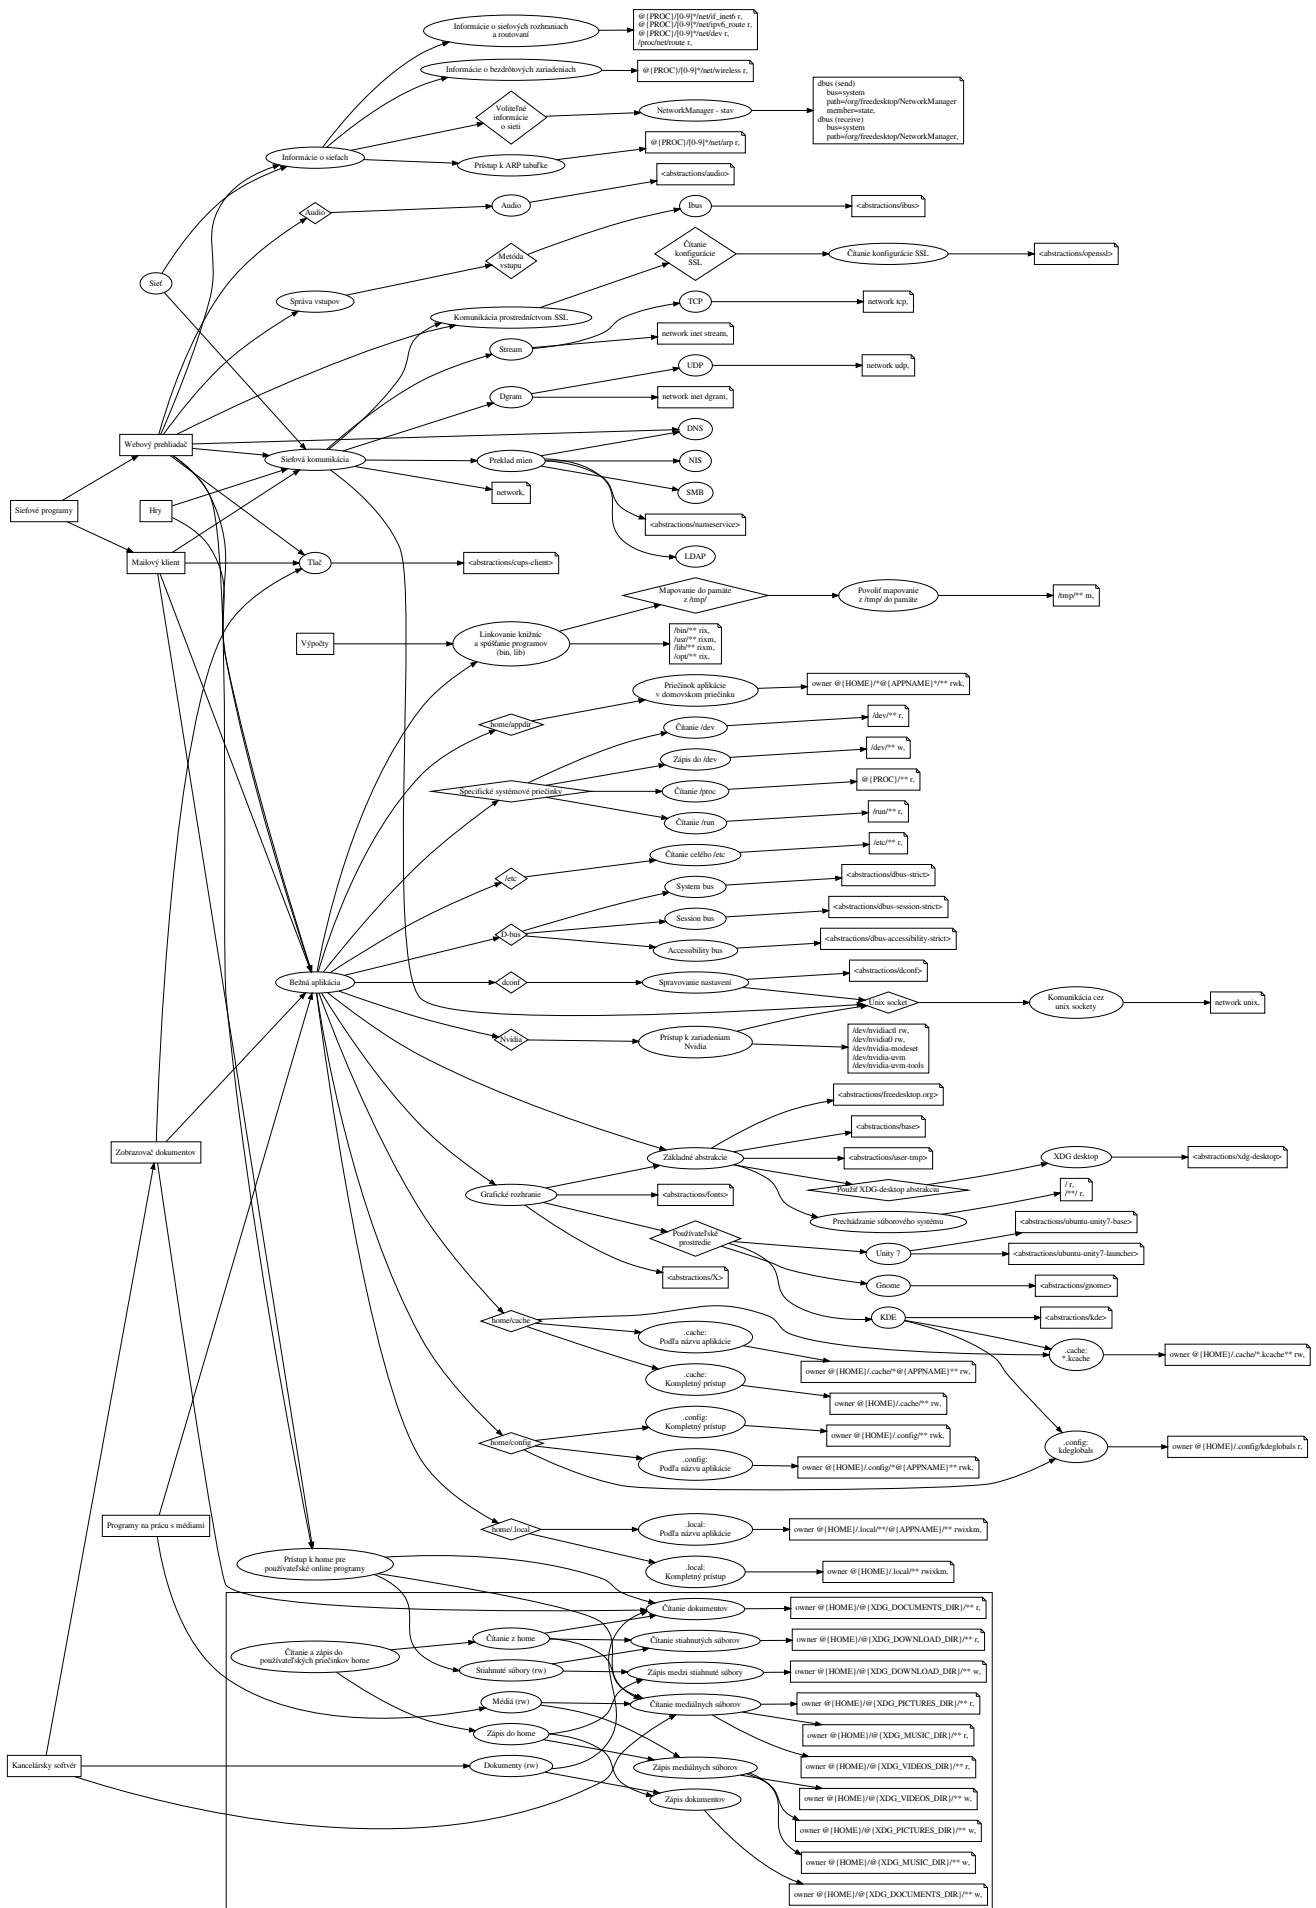 Informácie o sieťových rozhraniach
a routovaní
@{PROC}/[0-9]*/net/if_inet6 r,
@{PROC}/[0-9]*/net/ipv6_route r,
@{PROC}/[0-9]*/net/dev r,
/proc/net/route r,
Informácie o bezdrôtových zariadeniach
@{PROC}/[0-9]*/net/wireless r,
Voliteľné
informácie
o sieti
NetworkManager - stav
dbus (send)
bus=system
path=/org/freedesktop/NetworkManager
member=state,
dbus (receive)
bus=system
path=/org/freedesktop/NetworkManager,
Informácie o sieťach
Prístup k ARP tabuľke
@{PROC}/[0-9]*/net/arp r,
Audio
Audio
<abstractions/audio>
Ibus
<abstractions/ibus>
Sieť
Správa vstupov
Metóda
vstupu
Čítanie
konfigurácie
SSL
Čítanie konfigurácie SSL
<abstractions/openssl>
Komunikácia prostredníctvom SSL
TCP
network tcp,
Stream
network inet stream,
UDP
network udp,
Dgram
network inet dgram,
Webový prehliadač
Sieťová komunikácia
DNS
Preklad mien
NIS
SMB
network,
<abstractions/nameservice>
LDAP
Sieťové programy
Hry
Mailový klient
Tlač
<abstractions/cups-client>
Mapovanie do pamäte
z /tmp/
Povoliť mapovanie
z /tmp/ do pamäte
/tmp/** m,
Výpočty
Linkovanie knižníc
a spúšťanie programov
(bin, lib)
/bin/** rix,
/usr/** rixm,
/lib/** rixm,
/opt/** rix,
home/appdir
Priečinok aplikácie
v domovskom priečinku
owner @{HOME}/*@{APPNAME}*/** rwk,
Čítanie /dev
/dev/** r,
Zápis do /dev
/dev/** w,
Špecifické systémové priečinky
Čítanie /proc
@{PROC}/** r,
Čítanie /run
/run/** r,
/etc
Čítanie celého /etc
/etc/** r,
System bus
<abstractions/dbus-strict>
D-bus
Session bus
<abstractions/dbus-session-strict>
Accessibility bus
<abstractions/dbus-accessibility-strict>
Bežná aplikácia
dconf
Spravovanie nastavení
<abstractions/dconf>
Unix socket
Komunikácia cez
unix sockety
network unix,
Nvidia
Prístup k zariadeniam
Nvidia
/dev/nvidiactl rw,
/dev/nvidia0 rw,
/dev/nvidia-modeset
/dev/nvidia-uvm
/dev/nvidia-uvm-tools
<abstractions/freedesktop.org>
<abstractions/base>
Zobrazovač dokumentov
Základné abstrakcie
<abstractions/user-tmp>
XDG desktop
<abstractions/xdg-desktop>
Použiť XDG-desktop abstrakciu
/ r,
/**/ r,
Grafické rozhranie
<abstractions/fonts>
Prechádzanie súborového systému
<abstractions/ubuntu-unity7-base>
Používateľské
prostredie
Unity 7
<abstractions/ubuntu-unity7-launcher>
<abstractions/X>
Gnome
<abstractions/gnome>
home/cache
KDE
<abstractions/kde>
.cache:
Podľa názvu aplikácie
owner @{HOME}/.cache/*@{APPNAME}** rw,
.cache:
*.kcache
owner @{HOME}/.cache/*.kcache** rw,
.cache:
Kompletný prístup
owner @{HOME}/.cache/** rw,
.config:
Kompletný prístup
owner @{HOME}/.config/** rwk,
home/config
.config:
kdeglobals
owner @{HOME}/.config/kdeglobals r,
.config:
Podľa názvu aplikácie
owner @{HOME}/.config/*@{APPNAME}** rwk,
Programy na prácu s médiami
home/.local
.local:
Podľa názvu aplikácie
owner @{HOME}/.local/**/@{APPNAME}/** rwixkm,
.local:
Kompletný prístup
owner @{HOME}/.local/** rwixkm,
Prístup k home pre
používateľské online programy
Čítanie dokumentov
owner @{HOME}/@{XDG_DOCUMENTS_DIR}/** r,
Čítanie a zápis do
používateľských priečinkov home
Čítanie z home
Čítanie stiahnutých súborov
owner @{HOME}/@{XDG_DOWNLOAD_DIR}/** r,
Stiahnuté súbory (rw)
Zápis medzi stiahnuté súbory
owner @{HOME}/@{XDG_DOWNLOAD_DIR}/** w,
Médiá (rw)
Čítanie mediálnych súborov
owner @{HOME}/@{XDG_PICTURES_DIR}/** r,
Zápis do home
owner @{HOME}/@{XDG_MUSIC_DIR}/** r,
Kancelársky softvér
Dokumenty (rw)
Zápis mediálnych súborov
owner @{HOME}/@{XDG_VIDEOS_DIR}/** r,
Zápis dokumentov
owner @{HOME}/@{XDG_VIDEOS_DIR}/** w,
owner @{HOME}/@{XDG_PICTURES_DIR}/** w,
owner @{HOME}/@{XDG_MUSIC_DIR}/** w,
owner @{HOME}/@{XDG_DOCUMENTS_DIR}/** w,